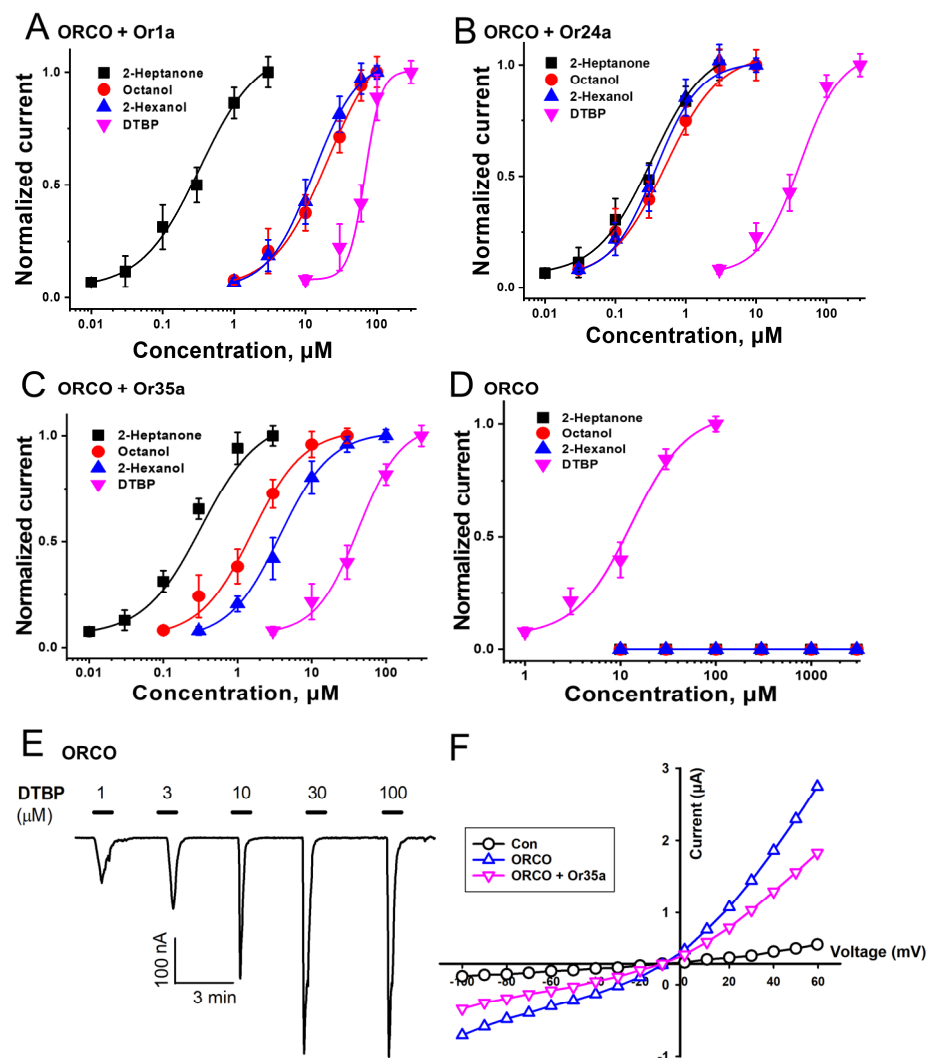 A ORCO + Or1a
2-Heptanone
Octanol
2-Hexanol
DTBP
Normalized current
1.0
0.5
0.0
0.01 0.1 1 10 100
Concentration, µM
B ORCO + Or24a
2-Heptanone
Octanol
2-Hexanol
DTBP
Normalized current
1.0
0.5
0.0
0.01 0.1 1 10 100
Concentration, µM
C ORCO + Or35a
2-Heptanone
Octanol
2-Hexanol
DTBP
Normalized current
1.0
0.5
0.0
0.01 0.1 1 10 100
Concentration, µM
D ORCO
2-Heptanone
Octanol
2-Hexanol
DTBP
Normalized current
1.0
0.5
0.0
1 10 100 1000
Concentration, µM
E ORCO
DTBP 1 3 10 30 100
(µM)
100 nA
3 min
F
Con
ORCO
ORCO + Or35a
Current (µA)
3
2
1
0
-1
Voltage (mV)
-100 -80 -60 -40 -20 20 40 60